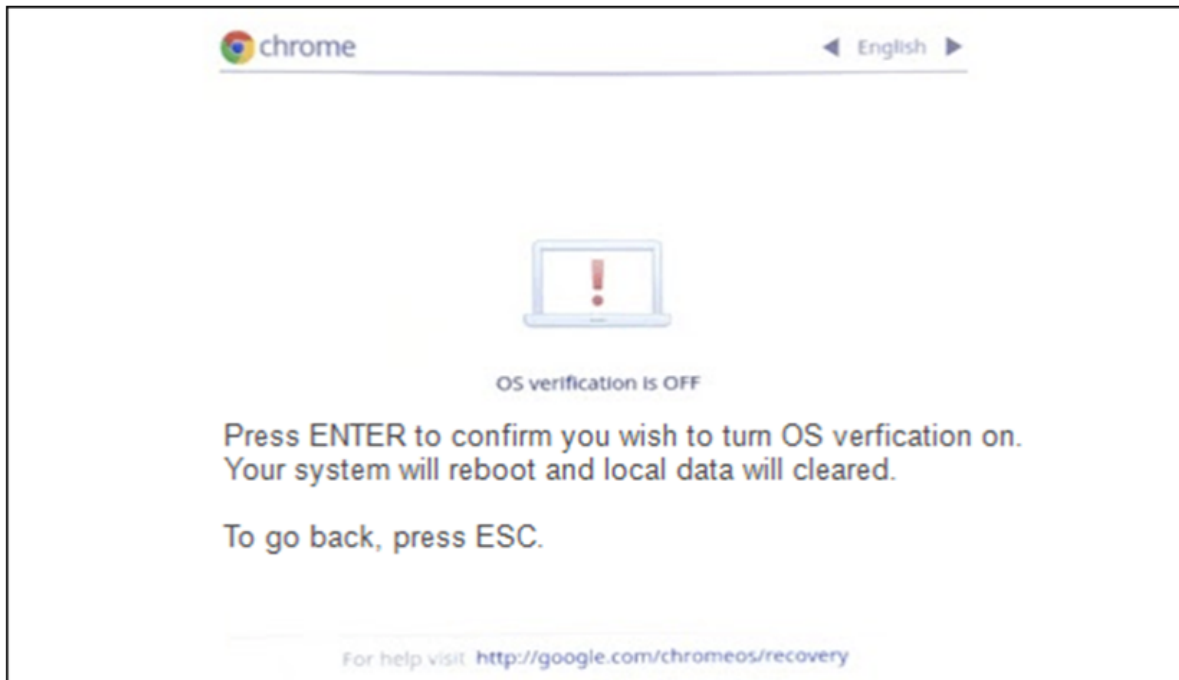 chrome
English
OS verification is OFF
Press ENTER to confirm you wish to turn OS verfication on.
Your system will reboot and local data will cleared.
To go back, press ESC.
For help visit http://google.com/chromeos/recovery